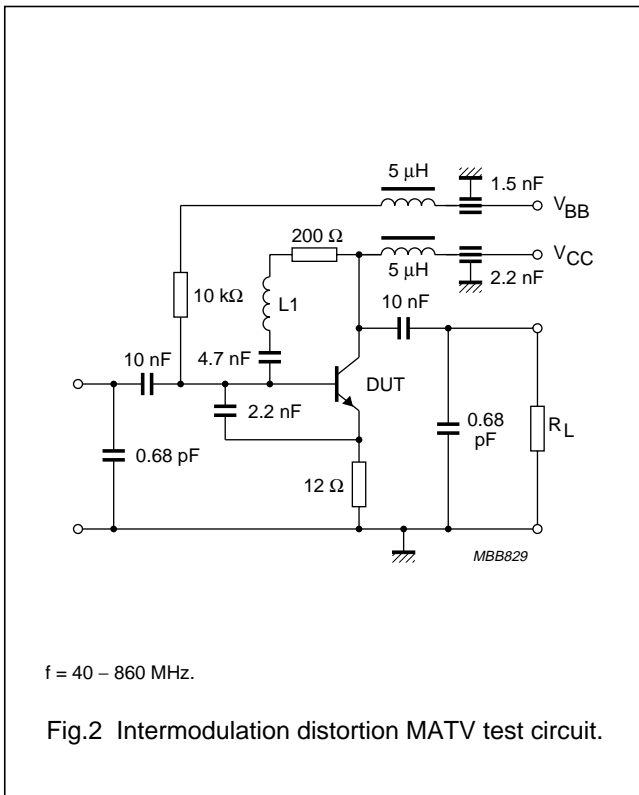 5 μH
1.5 nF
V_BB
200 Ω
5 μH
V_CC
2.2 nF
10 kΩ
L1
10 nF
10 nF
4.7 nF
DUT
2.2 nF
0.68 pF
0.68
pF
R_L
12 Ω
MBB829
f = 40 – 860 MHz.
Fig.2 Intermodulation distortion MATV test circuit.